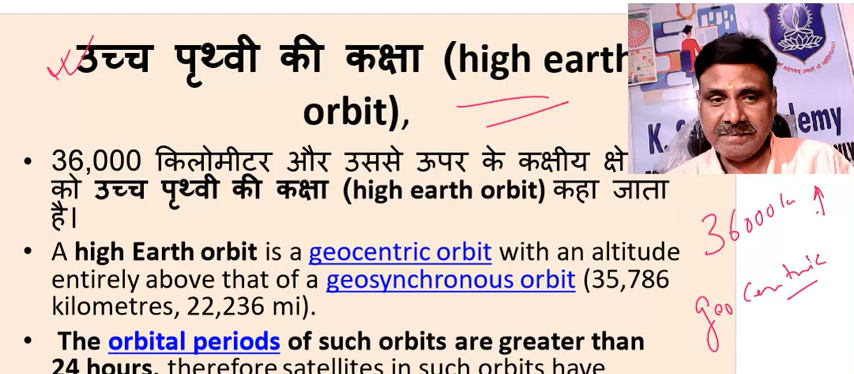 उच्च पृथ्वी की कक्षा (high earth
orbit),
• 36,000 किलोमीटर और उससे ऊपर के कक्षीय क्षे
को उच्च पृथ्वी की कक्षा (high earth orbit) कहा जाता
है।
• A high Earth orbit is a geocentric orbit with an altitude
entirely above that of a geosynchronous orbit (35,786
kilometres, 22,236 mi).
• The orbital periods of such orbits are greater than
24 hours, therefore satellites in such orbits have
K.
emy
36000
geo centric